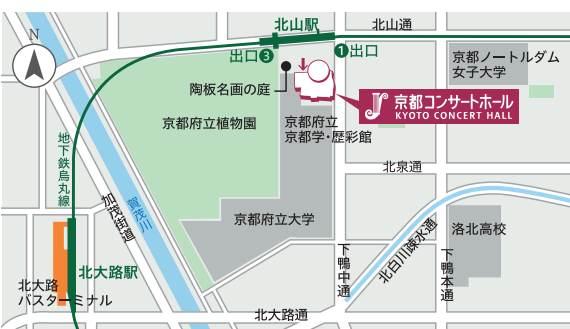 N
北山駅
北山通
出口3
1出口
京都ノートルダム
女子大学
陶板名画の庭
京都コンサートホール
KYOTO CONCERT HALL
京都府立植物園
京都府立
京都学・歴彩館
地下鉄烏丸線
北泉通
加茂街道
賀茂川
京都府立大学
洛北高校
下鴨中通
北白川疎水通
下鴨本通
北大路駅
北大路
バスターミナル
北大路通